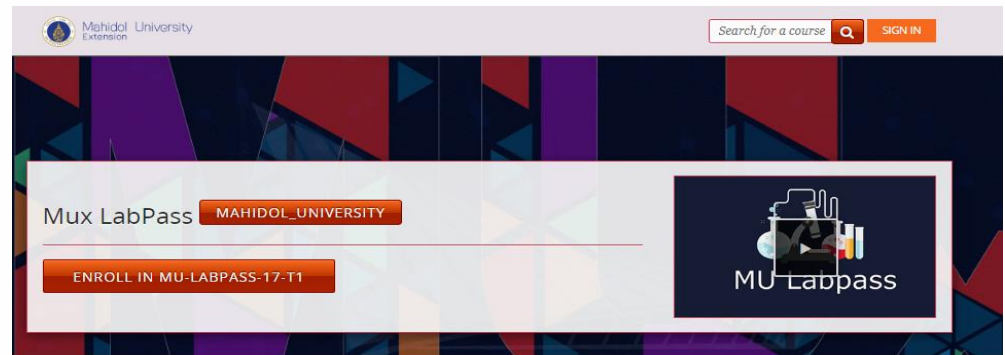 Mahidol University
Extension
Search for a course
SIGN IN
Mux LabPass
MAHIDOL_UNIVERSITY
ENROLL IN MU-LABPASS-17-T1
MU Labpass